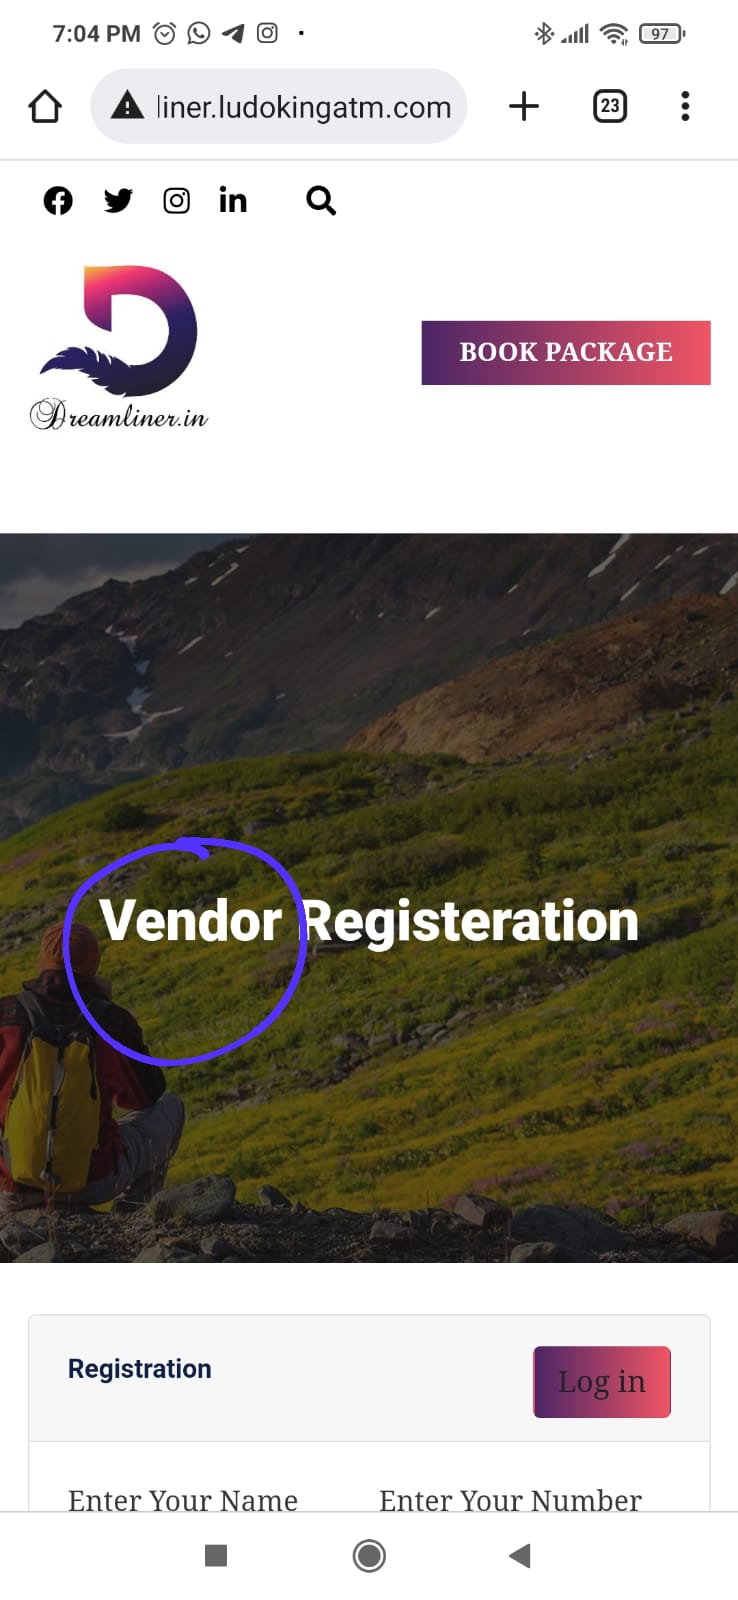 7:04 PM
97
liner.ludokingatm.com
23
Dreamliner.in
BOOK PACKAGE
Vendor Registeration
Registration
Log in
Enter Your Name
Enter Your Number